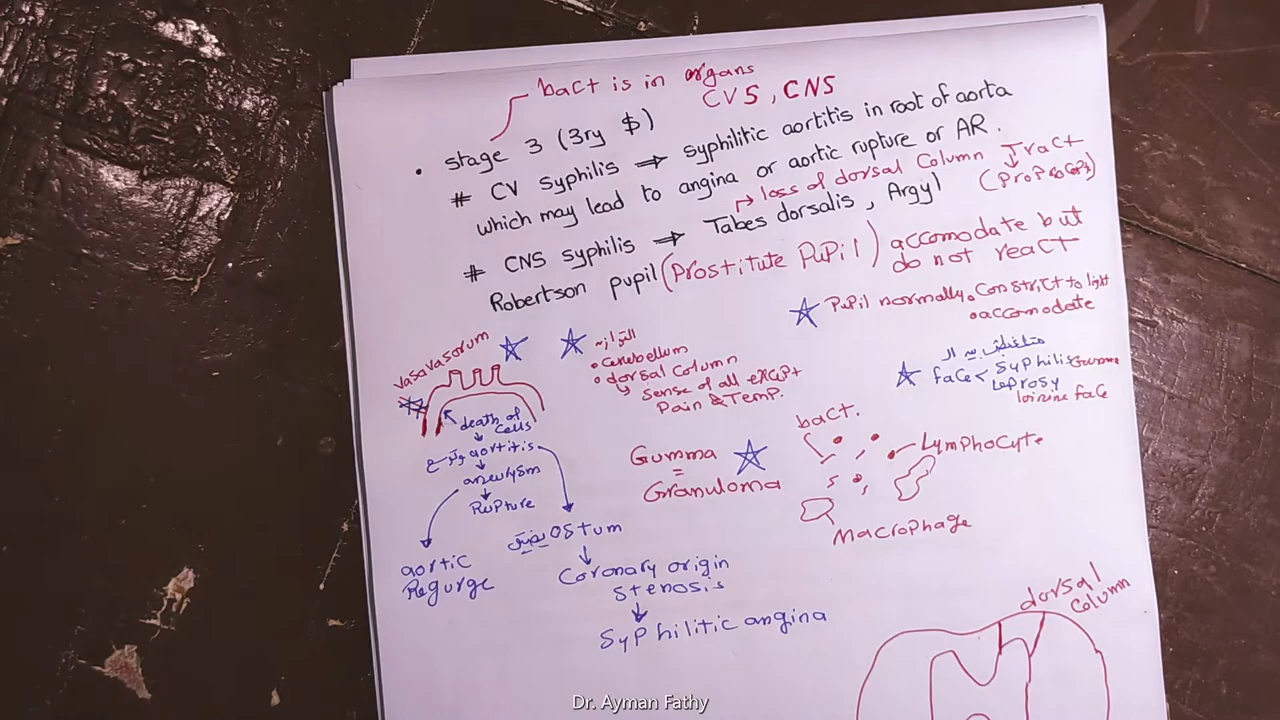 bact is in organs
CVS, CNS
• stage 3 (3ry $)
# CV syphilis ⇒ syphilitic aortitis in root of aorta
which may lead to angina or aortic rupture or AR.
↱ loss of dorsal Column Tract
(Proprocept)
# CNS syphilis ⇒ Tabes dorsalis, Argyl
Robertson pupil (Prostitute Pupil) accomodate but
do not react
☆ Pupil normally • Constrict to light
• accomodate
Vasa vasorum ☆
☆
• Cerebellum
• dorsal Column
↳ sense of all except
Pain & Temp.
☆ face < Syphilis Gumma
Leprosy
loinine face
death of
cells
↓
aortitis
↓
aneurysm
↓
Rupture
aortic
Regurge
Ostum
↓
Coronary origin
stenosis
↓
Syphilitic angina
Gumma ☆
=
Granuloma
bact.
Lymphocyte
Macrophage
dorsal
Column
Dr. Ayman Fathy